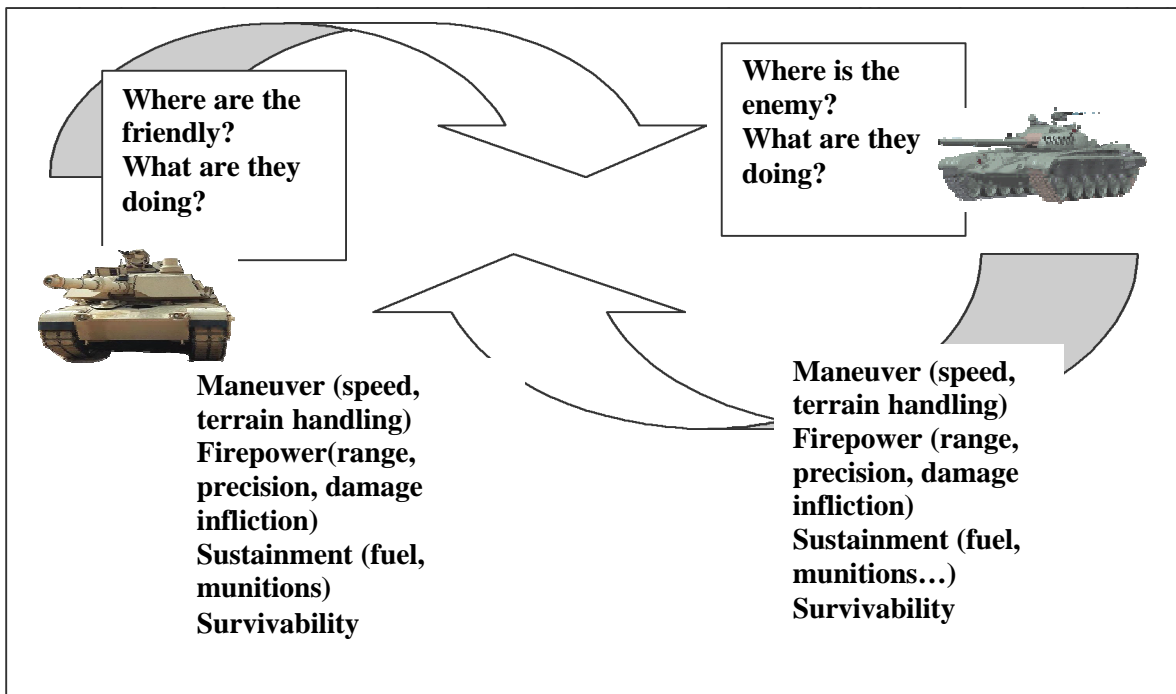 Where are the
friendly?
What are they
doing?
Where is the
enemy?
What are they
doing?
Maneuver (speed,
terrain handling)
Firepower(range,
precision, damage
infliction)
Sustainment (fuel,
munitions)
Survivability
Maneuver (speed,
terrain handling)
Firepower (range,
precision, damage
infliction)
Sustainment (fuel,
munitions…)
Survivability